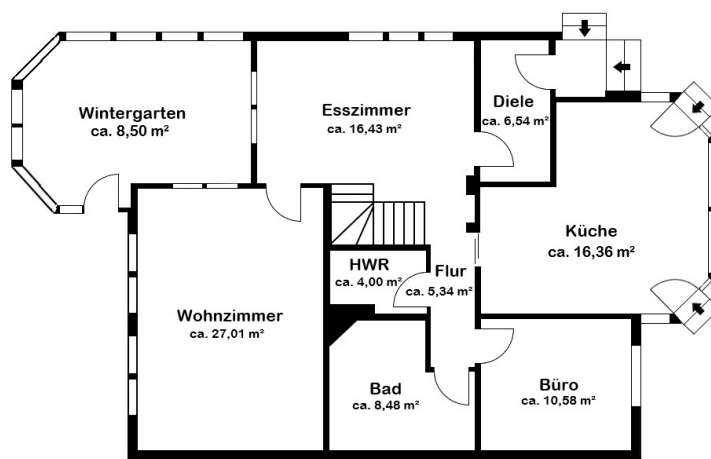 Wintergarten
ca. 8,50 m²
Esszimmer
ca. 16,43 m²
Diele
ca. 6,54 m²
Küche
ca. 16,36 m²
HWR
ca. 4,00 m²
Flur
ca. 5,34 m²
Wohnzimmer
ca. 27,01 m²
Bad
ca. 8,48 m²
Büro
ca. 10,58 m²